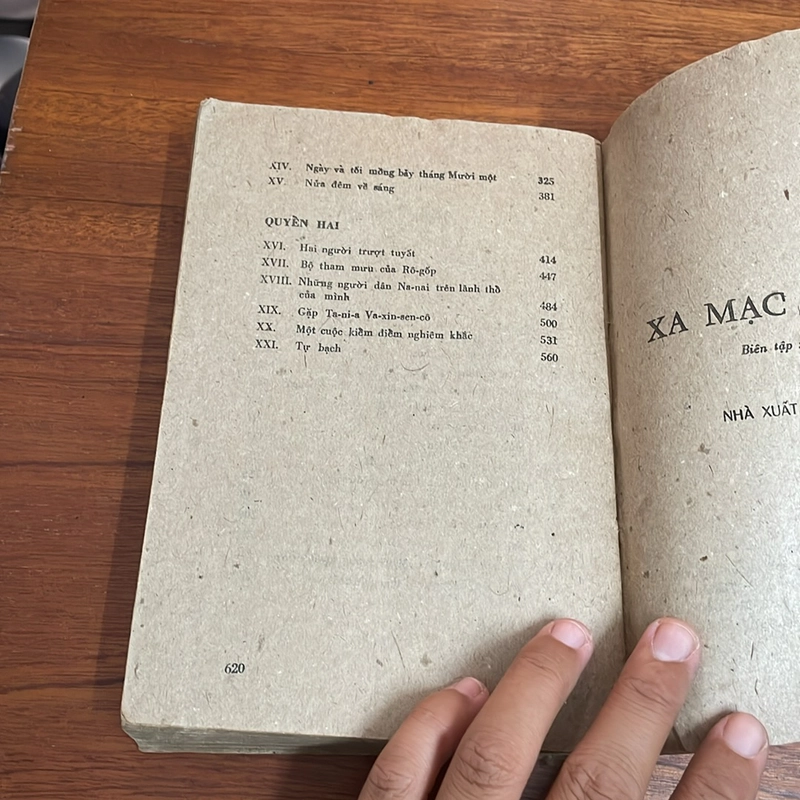 XIV. Ngày và tối mồng bảy tháng Mười một 325
XV Nửa đêm về sáng 381
QUYỀN HAI
XVI. Hai người trượt tuyết 414
XVII. Bộ tham mưu của Rô-gốp 447
XVIII. Những người dân Na-nai trên lãnh thổ
của mình 484
XIX. Gặp Ta-ni-a Va-xin-sen-cô 500
XX. Một cuộc kiểm điểm nghiêm khắc 531
XXI. Tự bạch 560
620
XA MẠC
Biên tập :
NHÀ XUẤT